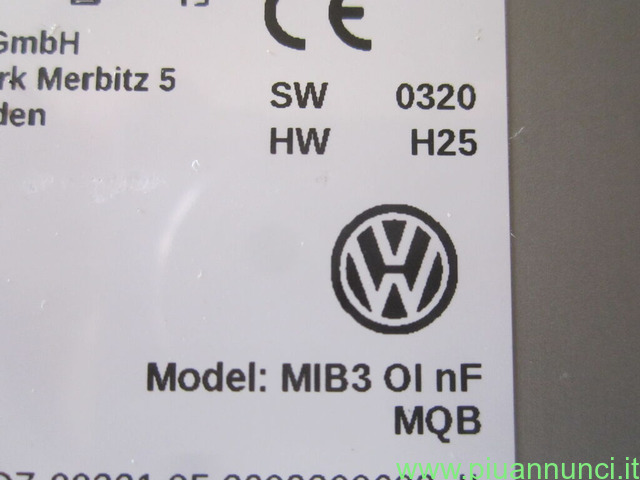 GmbH
rk Merbitz 5
den
CE
SW 0320
HW H25
Model: MIB3 OI nF
MQB
www.piuannunci.it